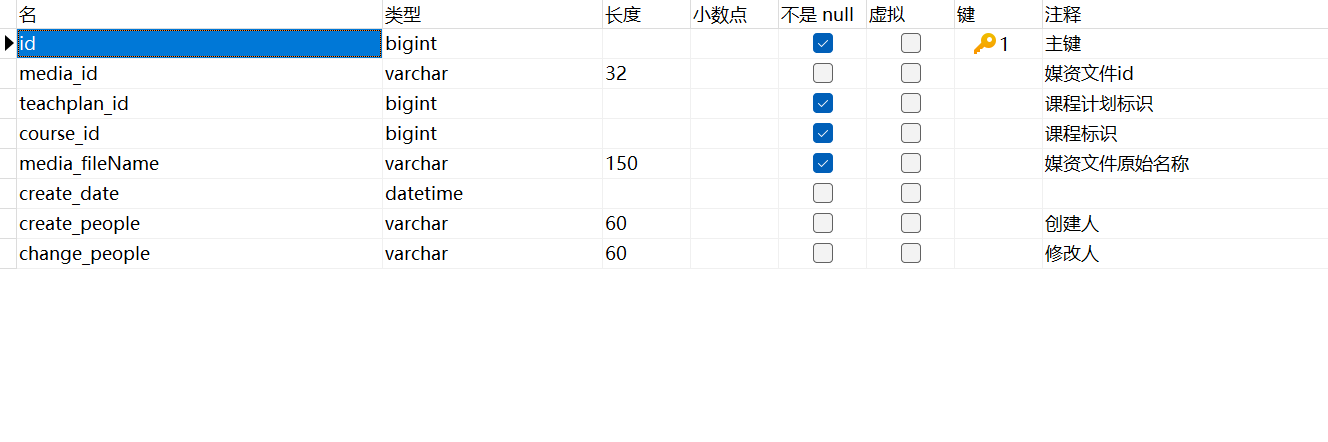 名 类型 长度 小数点 不是 null 虚拟 键 注释
id bigint 1 主键
media_id varchar 32 媒资文件id
teachplan_id bigint 课程计划标识
course_id bigint 课程标识
media_fileName varchar 150 媒资文件原始名称
create_date datetime
create_people varchar 60 创建人
change_people varchar 60 修改人